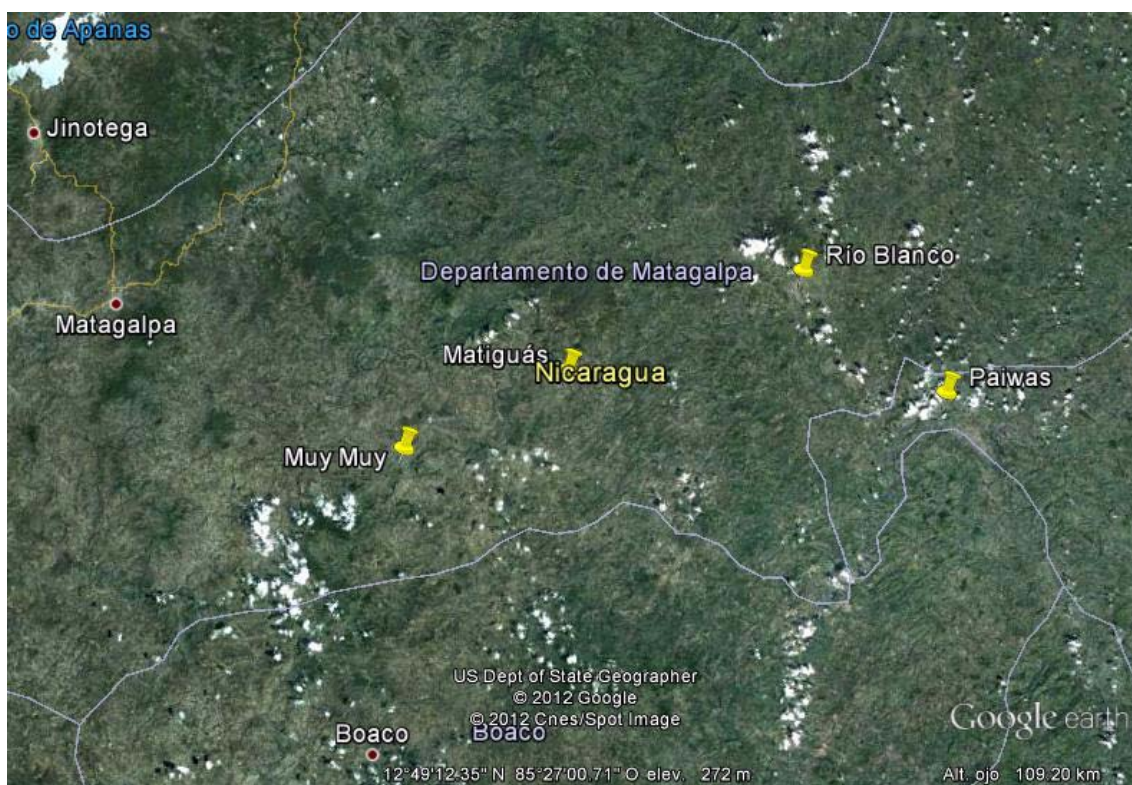 o de Apanas
Jinotega
Río Blanco
Departamento de Matagalpa
Matagalpa
Matiguás
Nicaragua
Paiwas
Muy Muy
US Dept of State Geographer
© 2012 Google
© 2012 Cnes/Spot Image
Google earth
Boaco
Boaco
12°49'12.35" N 85°27'00.71" O elev. 272 m
Alt. ojo 109.20 km